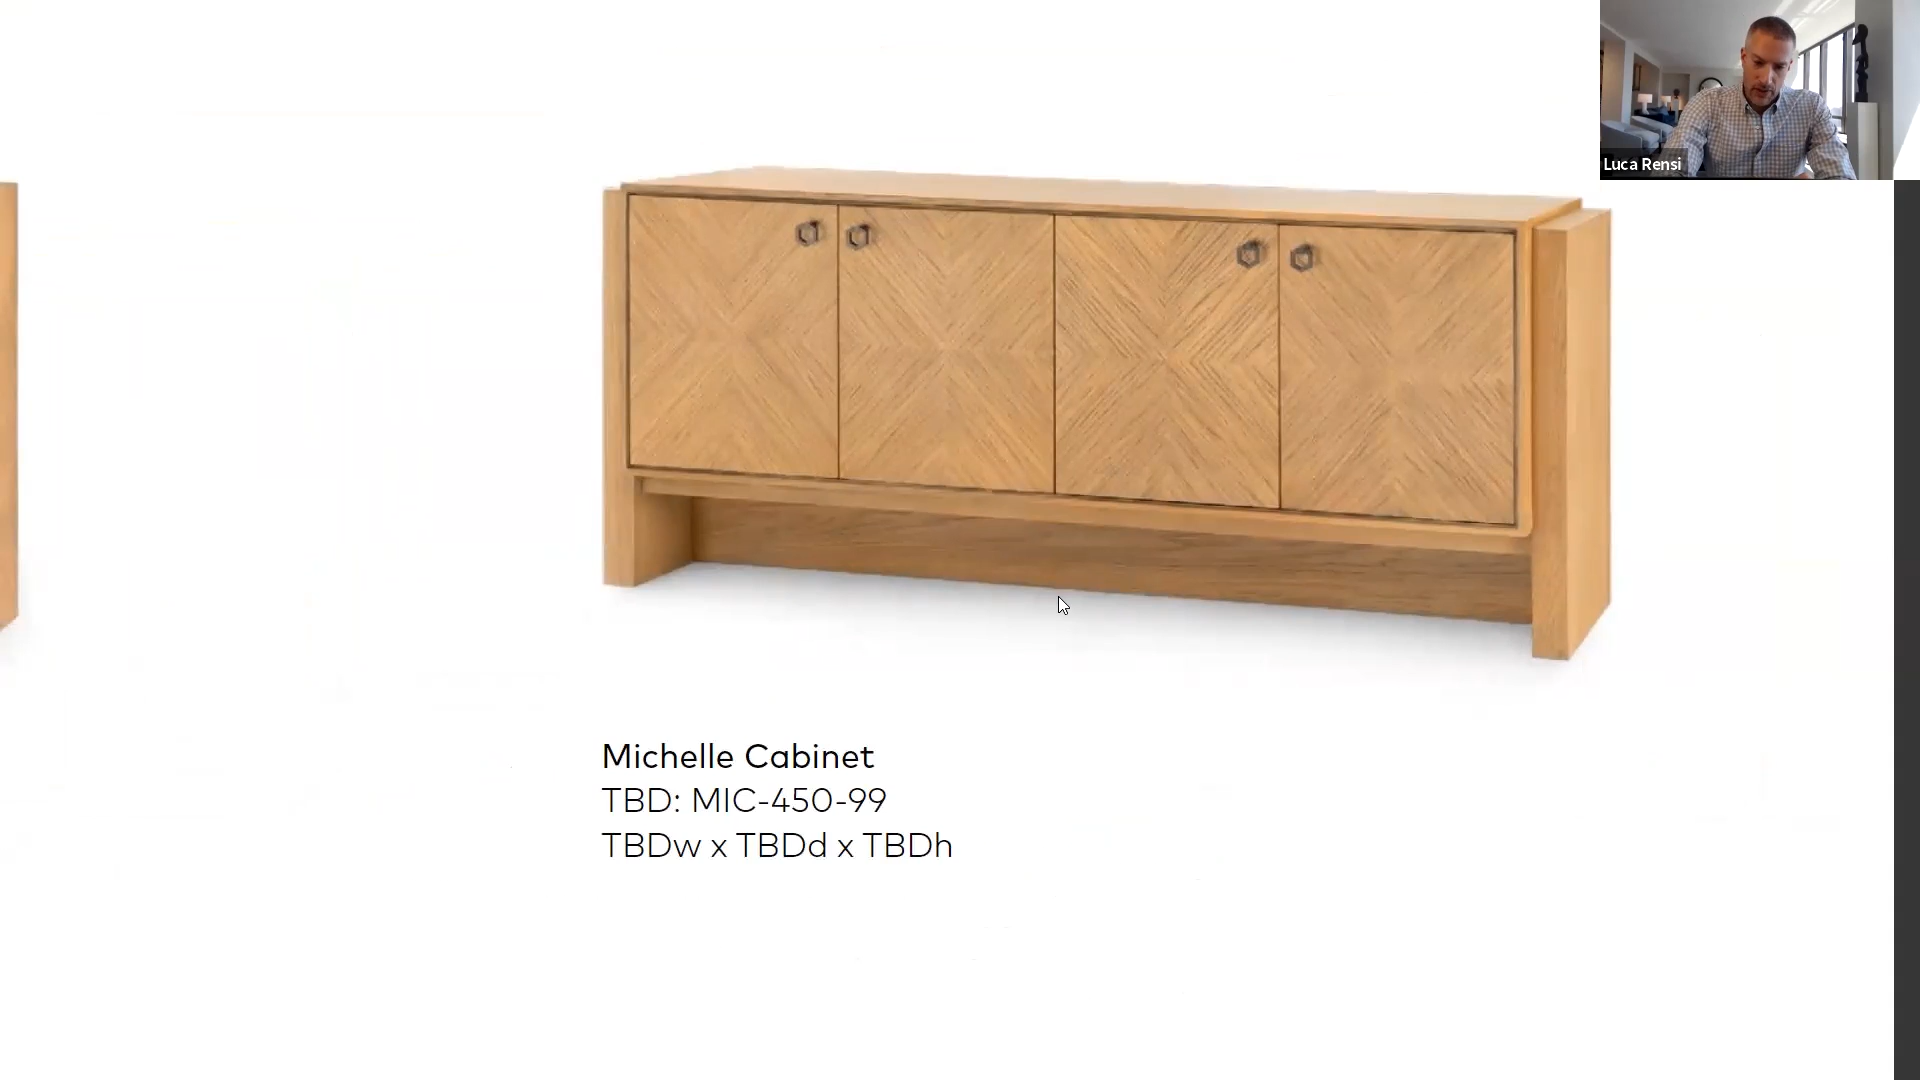 Luca Rensi
Michelle Cabinet
TBD: MIC-450-99
TBDw x TBDd x TBDh